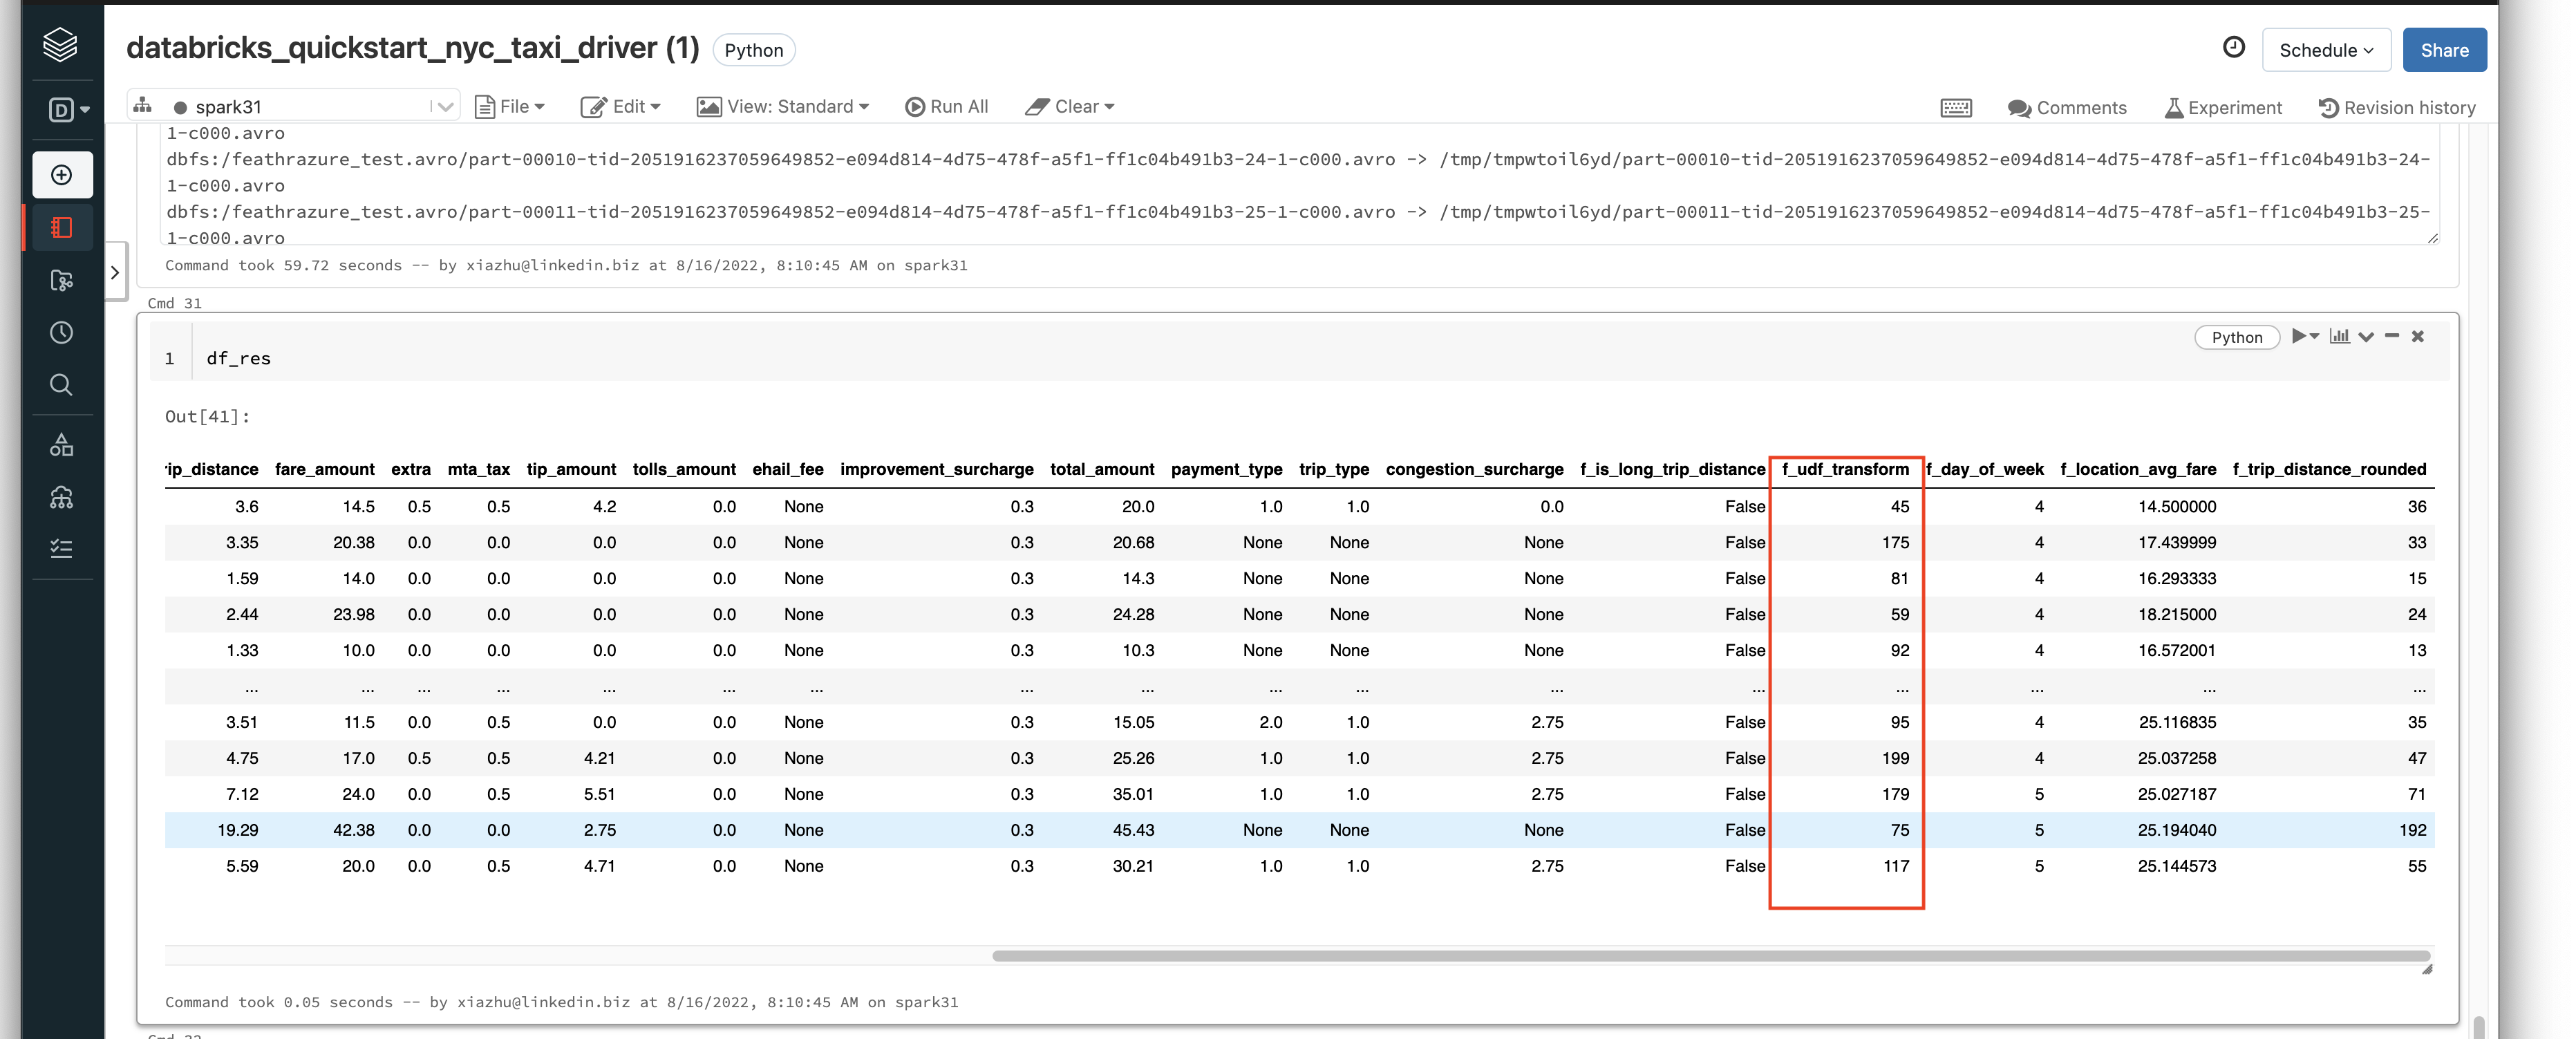 databricks_quickstart_nyc_taxi_driver (1) Python Schedule Share
D spark31 File Edit View: Standard Run All Clear Comments Experiment Revision history
1-c000.avro
dbfs:/feathrazure_test.avro/part-00010-tid-2051916237059649852-e094d814-4d75-478f-a5f1-ff1c04b491b3-24-1-c000.avro -> /tmp/tmpwtoil6yd/part-00010-tid-2051916237059649852-e094d814-4d75-478f-a5f1-ff1c04b491b3-24-
1-c000.avro
dbfs:/feathrazure_test.avro/part-00011-tid-2051916237059649852-e094d814-4d75-478f-a5f1-ff1c04b491b3-25-1-c000.avro -> /tmp/tmpwtoil6yd/part-00011-tid-2051916237059649852-e094d814-4d75-478f-a5f1-ff1c04b491b3-25-
1-c000.avro
Command took 59.72 seconds -- by xiazhu@linkedin.biz at 8/16/2022, 8:10:45 AM on spark31
Cmd 31
Python
1 df_res
Out[41]:
rip_distance fare_amount extra mta_tax tip_amount tolls_amount ehail_fee improvement_surcharge total_amount payment_type trip_type congestion_surcharge f_is_long_trip_distance f_udf_transform f_day_of_week f_location_avg_fare f_trip_distance_rounded
3.6 14.5 0.5 0.5 4.2 0.0 None 0.3 20.0 1.0 1.0 0.0 False 45 4 14.500000 36
3.35 20.38 0.0 0.0 0.0 0.0 None 0.3 20.68 None None None False 175 4 17.439999 33
1.59 14.0 0.0 0.0 0.0 0.0 None 0.3 14.3 None None None False 81 4 16.293333 15
2.44 23.98 0.0 0.0 0.0 0.0 None 0.3 24.28 None None None False 59 4 18.215000 24
1.33 10.0 0.0 0.0 0.0 0.0 None 0.3 10.3 None None None False 92 4 16.572001 13
... ... ... ... ... ... ... ... ... ... ... ... ... ... ... ... ...
3.51 11.5 0.0 0.5 0.0 0.0 None 0.3 15.05 2.0 1.0 2.75 False 95 4 25.116835 35
4.75 17.0 0.5 0.5 4.21 0.0 None 0.3 25.26 1.0 1.0 2.75 False 199 4 25.037258 47
7.12 24.0 0.0 0.5 5.51 0.0 None 0.3 35.01 1.0 1.0 2.75 False 179 5 25.027187 71
19.29 42.38 0.0 0.0 2.75 0.0 None 0.3 45.43 None None None False 75 5 25.194040 192
5.59 20.0 0.0 0.5 4.71 0.0 None 0.3 30.21 1.0 1.0 2.75 False 117 5 25.144573 55
Command took 0.05 seconds -- by xiazhu@linkedin.biz at 8/16/2022, 8:10:45 AM on spark31
Cmd 32